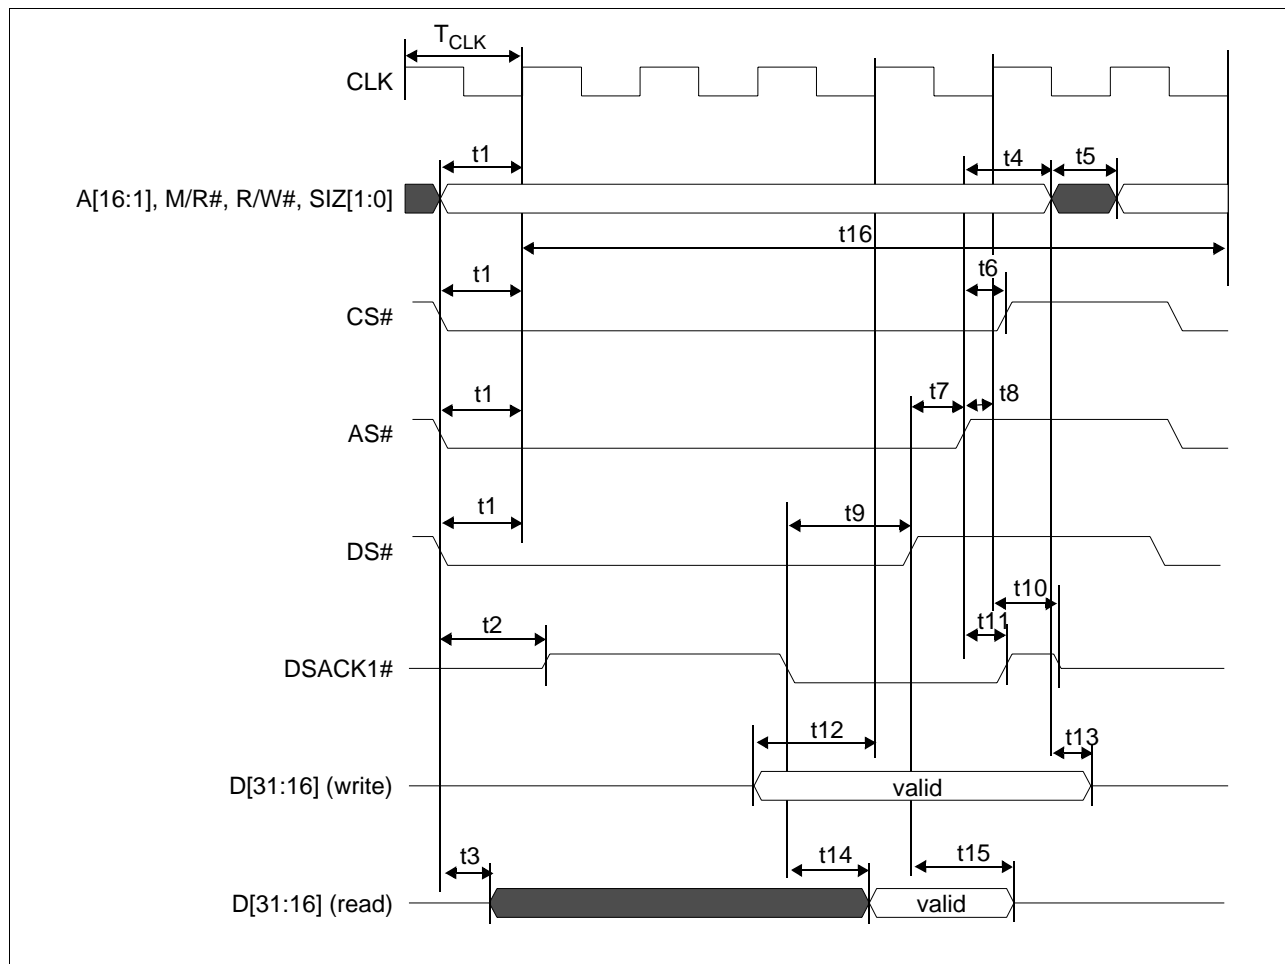 TCLK
CLK
t1
t4
t5
A[16:1], M/R#, R/W#, SIZ[1:0]
t16
t1
t6
CS#
t1
t7
t8
AS#
t1
t9
DS#
t10
t2
t11
DSACK1#
t12
t13
D[31:16] (write)
valid
t3
t14
t15
D[31:16] (read)
valid